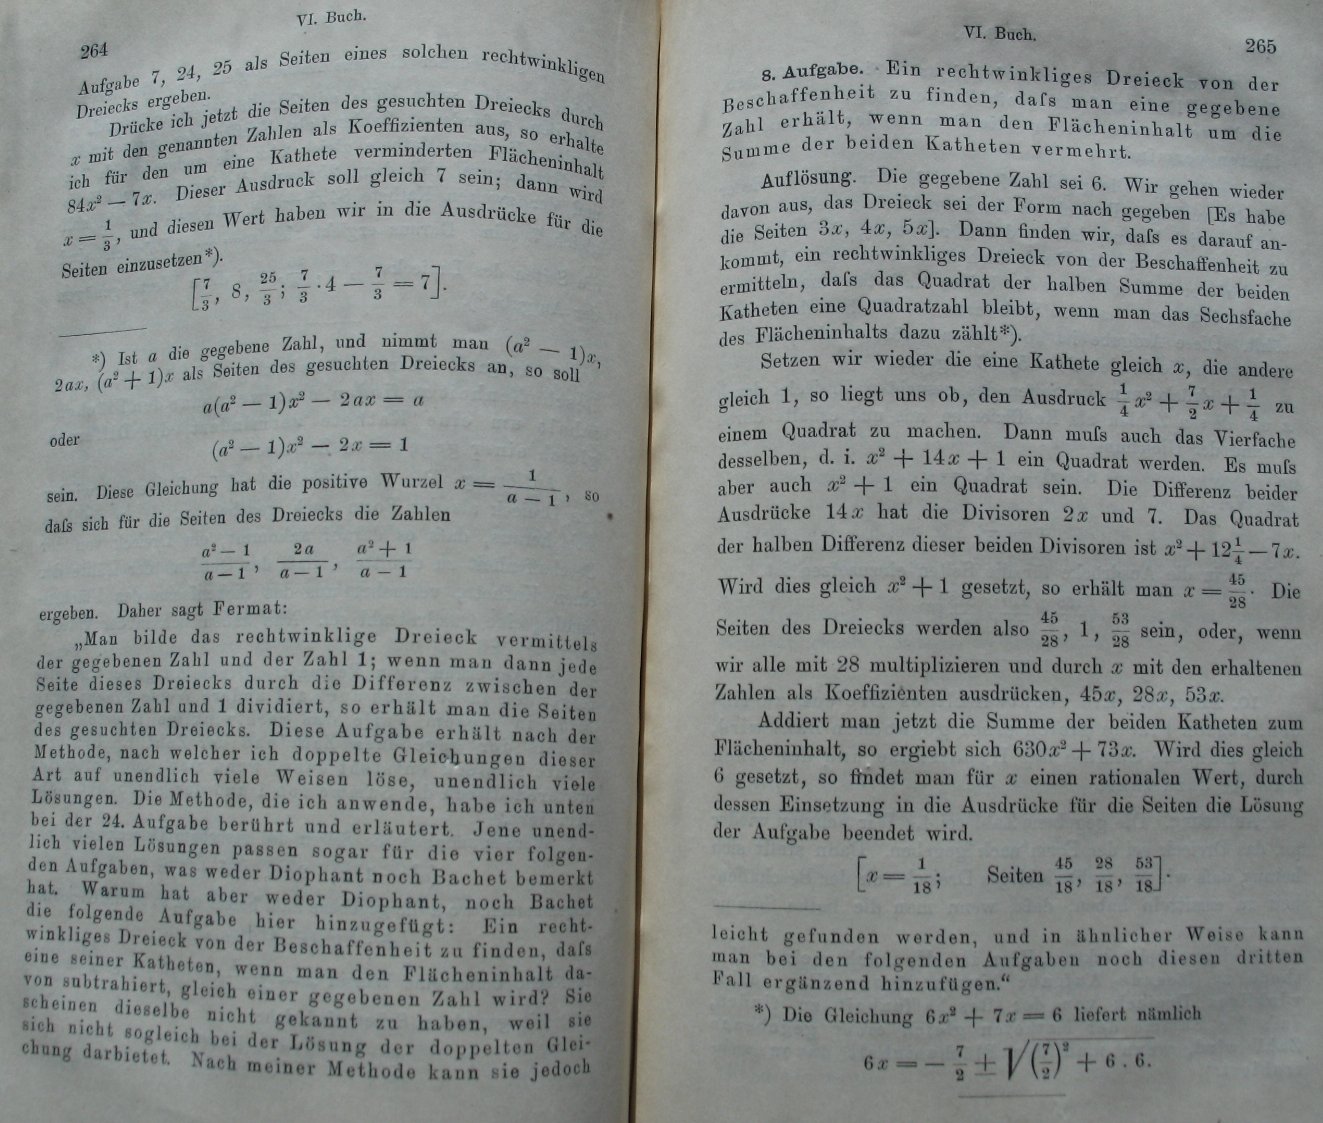 VI. Buch.
264
Aufgabe 7, 24, 25 als Seiten eines solchen rechtwinkligen
Dreiecks ergeben.
Drücke ich jetzt die Seiten des gesuchten Dreiecks durch
x mit den genannten Zahlen als Koeffizienten aus, so erhalte
ich für den um eine Kathete verminderten Flächeninhalt
84x² — 7x. Dieser Ausdruck soll gleich 7 sein; dann wird
x = 1/3, und diesen Wert haben wir in die Ausdrücke für die
Seiten einzusetzen*).
[7/3, 8, 25/3; 7/3 · 4 — 7/3 = 7].
*) Ist a die gegebene Zahl, und nimmt man (a² — 1)x,
2ax, (a² + 1)x als Seiten des gesuchten Dreiecks an, so soll
a(a² — 1)x² — 2ax = a
oder
(a² — 1)x² — 2x = 1
sein. Diese Gleichung hat die positive Wurzel x = 1/(a — 1), so
daſs sich für die Seiten des Dreiecks die Zahlen
(a² — 1)/(a — 1), 2a/(a — 1), (a² + 1)/(a — 1)
ergeben. Daher sagt Fermat:
„Man bilde das rechtwinklige Dreieck vermittels
der gegebenen Zahl und der Zahl 1; wenn man dann jede
Seite dieses Dreiecks durch die Differenz zwischen der
gegebenen Zahl und 1 dividiert, so erhält man die Seiten
des gesuchten Dreiecks. Diese Aufgabe erhält nach der
Methode, nach welcher ich doppelte Gleichungen dieser
Art auf unendlich viele Weisen löse, unendlich viele
Lösungen. Die Methode, die ich anwende, habe ich unten
bei der 24. Aufgabe berührt und erläutert. Jene unend-
lich vielen Lösungen passen sogar für die vier folgen-
den Aufgaben, was weder Diophant noch Bachet bemerkt
hat. Warum hat aber weder Diophant, noch Bachet
die folgende Aufgabe hier hinzugefügt: Ein recht-
winkliges Dreieck von der Beschaffenheit zu finden, daſs
eine seiner Katheten, wenn man den Flächeninhalt da-
von subtrahiert, gleich einer gegebenen Zahl wird? Sie
scheinen dieselbe nicht gekannt zu haben, weil sie
sich nicht sogleich bei der Lösung der doppelten Glei-
chung darbietet. Nach meiner Methode kann sie jedoch
VI. Buch.
265
8. Aufgabe. Ein rechtwinkliges Dreieck von der
Beschaffenheit zu finden, daſs man eine gegebene
Zahl erhält, wenn man den Flächeninhalt um die
Summe der beiden Katheten vermehrt.
Auflösung. Die gegebene Zahl sei 6. Wir gehen wieder
davon aus, das Dreieck sei der Form nach gegeben [Es habe
die Seiten 3x, 4x, 5x]. Dann finden wir, daſs es darauf an-
kommt, ein rechtwinkliges Dreieck von der Beschaffenheit zu
ermitteln, daſs das Quadrat der halben Summe der beiden
Katheten eine Quadratzahl bleibt, wenn man das Sechsfache
des Flächeninhalts dazu zählt*).
Setzen wir wieder die eine Kathete gleich x, die andere
gleich 1, so liegt uns ob, den Ausdruck 1/4 x² + 7/2 x + 1/4 zu
einem Quadrat zu machen. Dann muſs auch das Vierfache
desselben, d. i. x² + 14x + 1 ein Quadrat werden. Es muſs
aber auch x² + 1 ein Quadrat sein. Die Differenz beider
Ausdrücke 14x hat die Divisoren 2x und 7. Das Quadrat
der halben Differenz dieser beiden Divisoren ist x² + 12 1/4 — 7x.
Wird dies gleich x² + 1 gesetzt, so erhält man x = 45/28. Die
Seiten des Dreiecks werden also 45/28, 1, 53/28 sein, oder, wenn
wir alle mit 28 multiplizieren und durch x mit den erhaltenen
Zahlen als Koeffizienten ausdrücken, 45x, 28x, 53x.
Addiert man jetzt die Summe der beiden Katheten zum
Flächeninhalt, so ergiebt sich 630x² + 73x. Wird dies gleich
6 gesetzt, so findet man für x einen rationalen Wert, durch
dessen Einsetzung in die Ausdrücke für die Seiten die Lösung
der Aufgabe beendet wird.
[x = 1/18; Seiten 45/18, 28/18, 53/18].
leicht gefunden werden, und in ähnlicher Weise kann
man bei den folgenden Aufgaben noch diesen dritten
Fall ergänzend hinzufügen.“
*) Die Gleichung 6x² + 7x = 6 liefert nämlich
6x = — 7/2 ± √((7/2)² + 6 . 6.